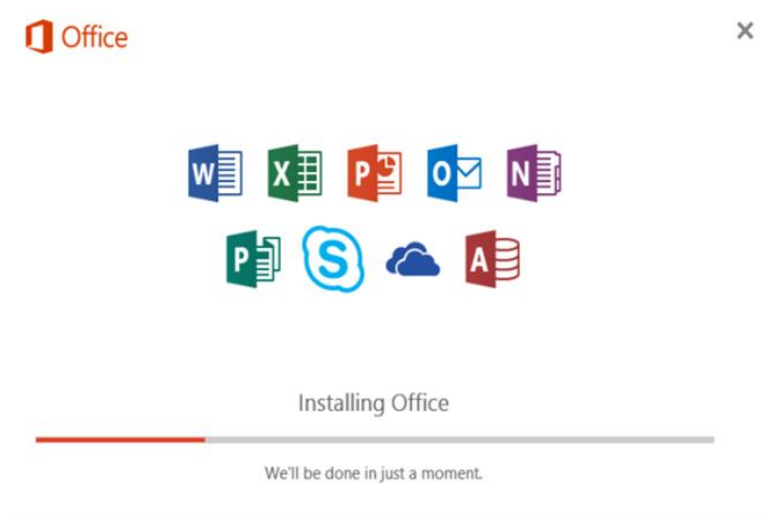 Office
W X P O N
P S A
Installing Office
We'll be done in just a moment.